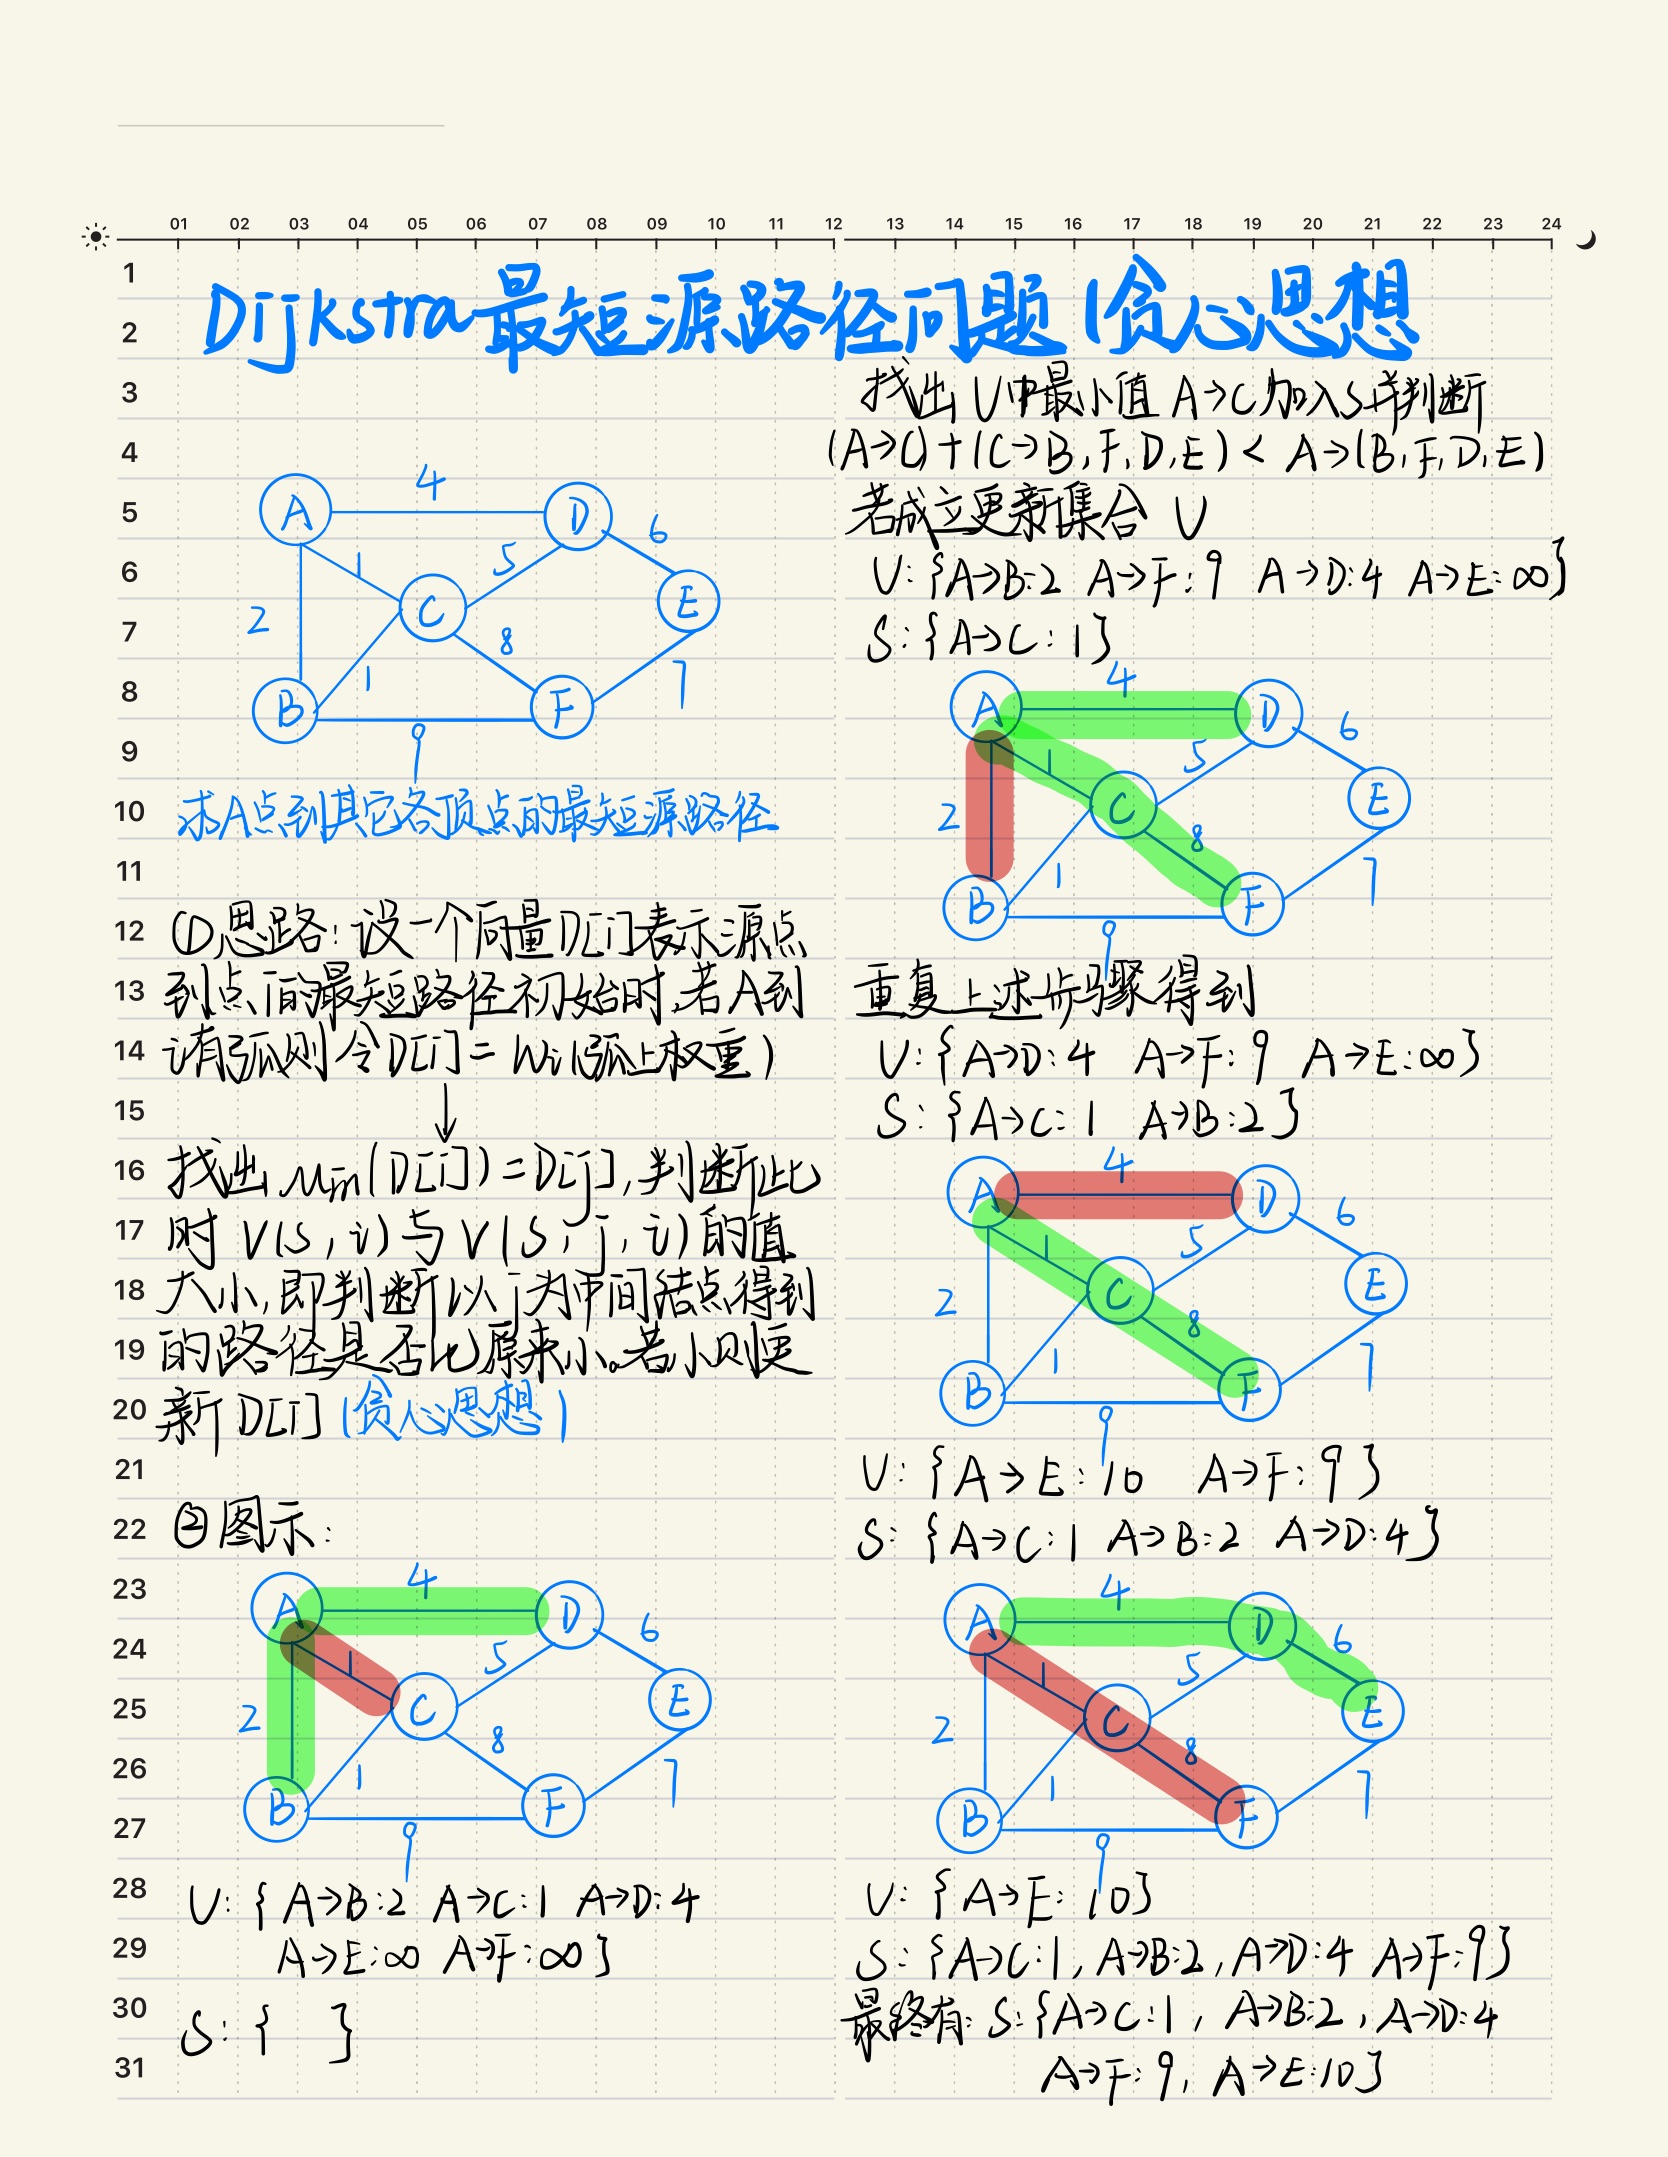 01 02 03 04 05 06 07 08 09 10 11 12 13 14 15 16 17 18 19 20 21 22 23 24
Dijkstra最短源路径问题(贪心思想
1
2
3
4
5
6
7
8
9
10
11
12
13
14
15
16
17
18
19
20
21
22
23
24
25
26
27
28
29
30
31
A 4 D
1 5 6
2 C E
8
1 7
B F
9
求A点到其它各顶点的最短源路径
①思路:设一个向量D[i]表示源点
到点i的最短路径初始时,若A到
i有弧则令D[i]=Wi(弧上权重)
↓
找出Min(D[i])=D[j],判断此
时V(S,i)与V(S,j,i)的值
大小,即判断以j为中间结点得到
的路径是否比原来小。若小则更
新D[i](贪心思想)
②图示:
A 4 D
1 5 6
2 C E
8
1 7
B F
9
U:{A→B:2 A→C:1 A→D:4
A→E:∞ A→F:∞}
S:{ }
找出U中最小值A→C加入S并判断
(A→C)+(C→B,F,D,E)< A→(B,F,D,E)
若成立更新集合U
U:{A→B:2 A→F:9 A→D:4 A→E:∞}
S:{A→C:1}
A 4 D
1 5 6
2 C E
8
1 7
B F
9
重复上述步骤得到
U:{A→D:4 A→F:9 A→E:∞}
S:{A→C:1 A→B:2}
A 4 D
1 5 6
2 C E
8
1 7
B F
9
U:{A→E:10 A→F:9}
S:{A→C:1 A→B:2 A→D:4}
A 4 D
1 5 6
2 C E
8
1 7
B F
9
U:{A→E:10}
S:{A→C:1,A→B:2,A→D:4 A→F:9}
最终有:S:{A→C:1,A→B:2,A→D:4
A→F:9,A→E:10}